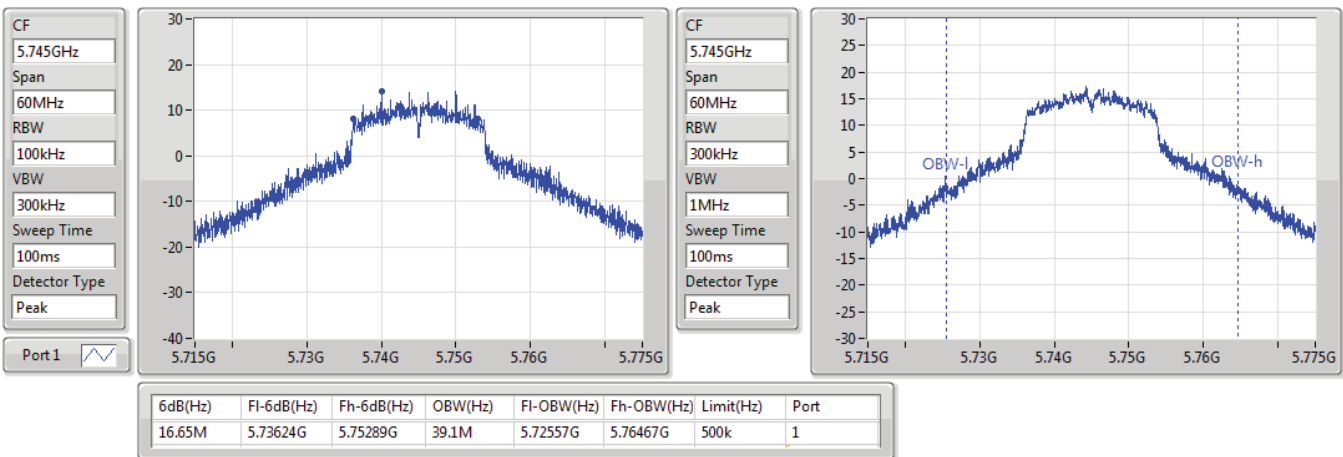 CF
5.745GHz
Span
60MHz
RBW
100kHz
VBW
300kHz
Sweep Time
100ms
Detector Type
Peak
Port 1
30
20
10
0
-10
-20
-30
-40
5.715G 5.73G 5.74G 5.75G 5.76G 5.775G
CF
5.745GHz
Span
60MHz
RBW
300kHz
VBW
1MHz
Sweep Time
100ms
Detector Type
Peak
30
25
20
15
10
5
0
-5
-10
-15
-20
-25
-30
OBW-l OBW-h
5.715G 5.73G 5.74G 5.75G 5.76G 5.775G
6dB(Hz) Fl-6dB(Hz) Fh-6dB(Hz) OBW(Hz) Fl-OBW(Hz) Fh-OBW(Hz) Limit(Hz) Port
16.65M 5.73624G 5.75289G 39.1M 5.72557G 5.76467G 500k 1